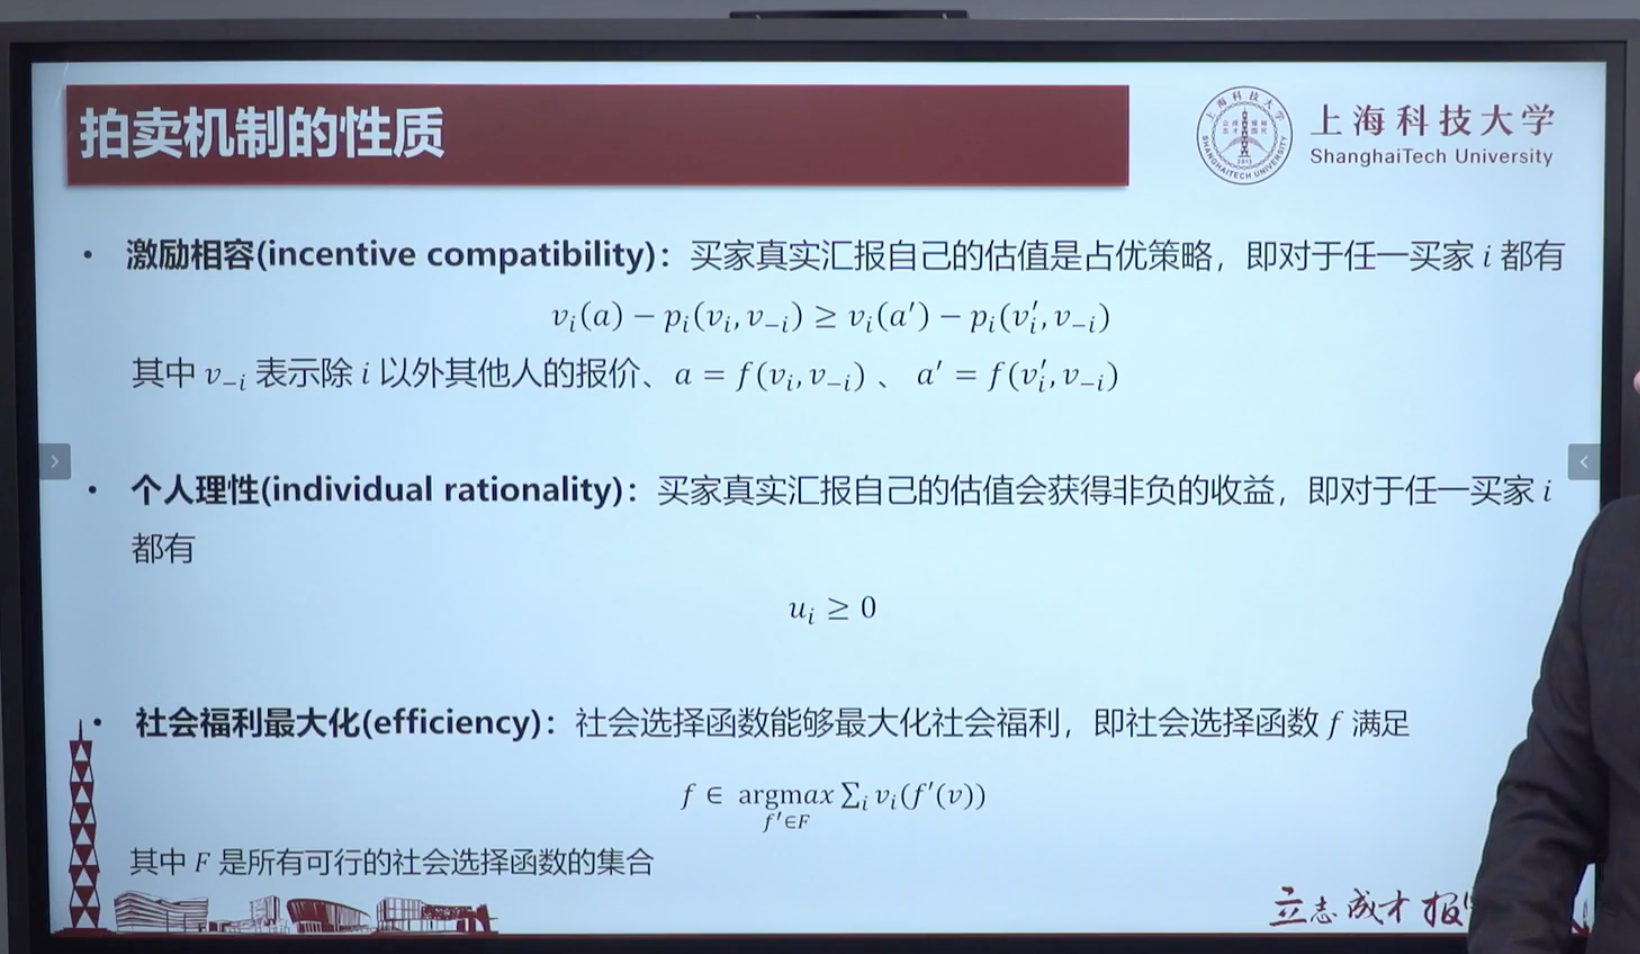 拍卖机制的性质
上海科技大学
ShanghaiTech University
• 激励相容(incentive compatibility)：买家真实汇报自己的估值是占优策略，即对于任一买家 i 都有
v_i(a) − p_i(v_i, v_{−i}) ≥ v_i(a′) − p_i(v_i′, v_{−i})
其中 v_{−i} 表示除 i 以外其他人的报价、a = f(v_i, v_{−i}) 、 a′ = f(v_i′, v_{−i})
• 个人理性(individual rationality)：买家真实汇报自己的估值会获得非负的收益，即对于任一买家 i
都有
u_i ≥ 0
• 社会福利最大化(efficiency)：社会选择函数能够最大化社会福利，即社会选择函数 f 满足
f ∈ argmax ∑_i v_i(f′(v))
f′∈F
其中 F 是所有可行的社会选择函数的集合
立志成才 报